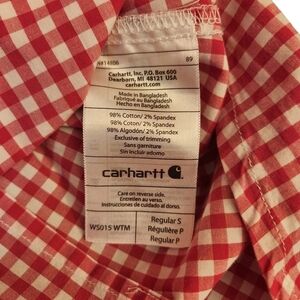 89
Carhartt, Inc, P.O. Box 600
Dearborn, MI 48121 USA
carhartt.com
Made in Bangladesh
Fabriqué au Bangladesh
Hecho en Bangladesh
98% Cotton/ 2% Spandex
98% Cotton/ 2% Spandex
98% Algodón/ 2% Spandex
Exclusive of trimming
Sans garniture
Sin incluir adorno
carhartt
Care on reverse side.
Entretien au verso.
Instrucciones de cuidado al dorso.
WS015 WTM
Regular S
Régulière P
Regular P